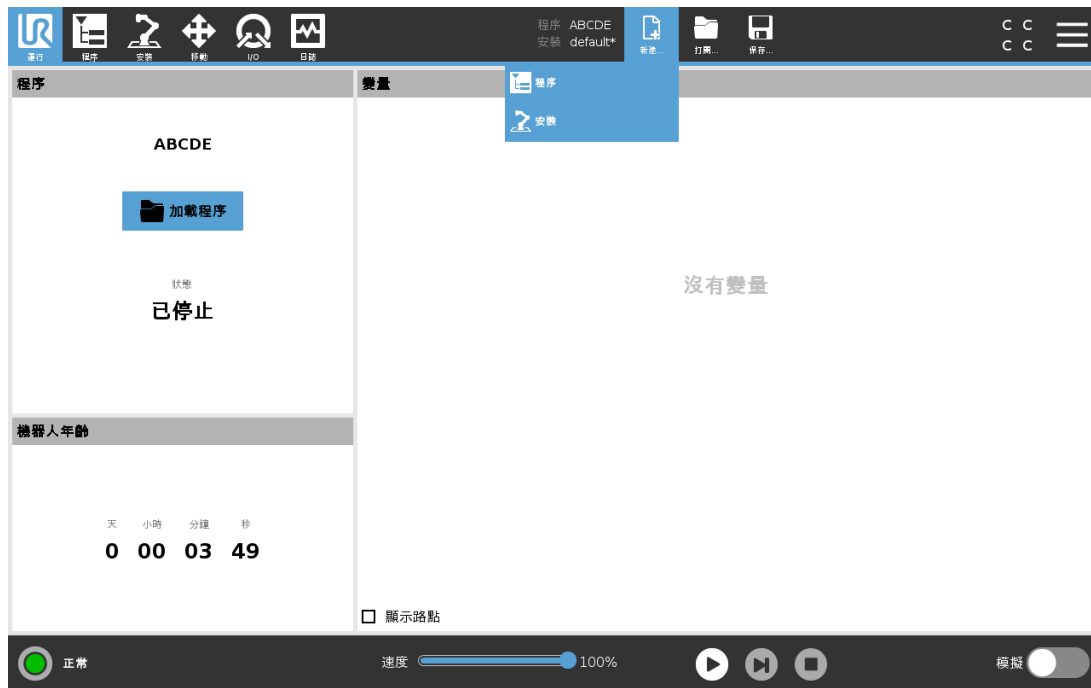 UR
運行
程序
安裝
移動
I/O
日誌
程序 ABCDE
安裝 default*
新建...
打開...
保存...
C C
C C
程序
安裝
程序
ABCDE
加載程序
狀態
已停止
變量
沒有變量
機器人年齡
天 小時 分鐘 秒
0 00 03 49
顯示路點
正常
速度 100%
模擬